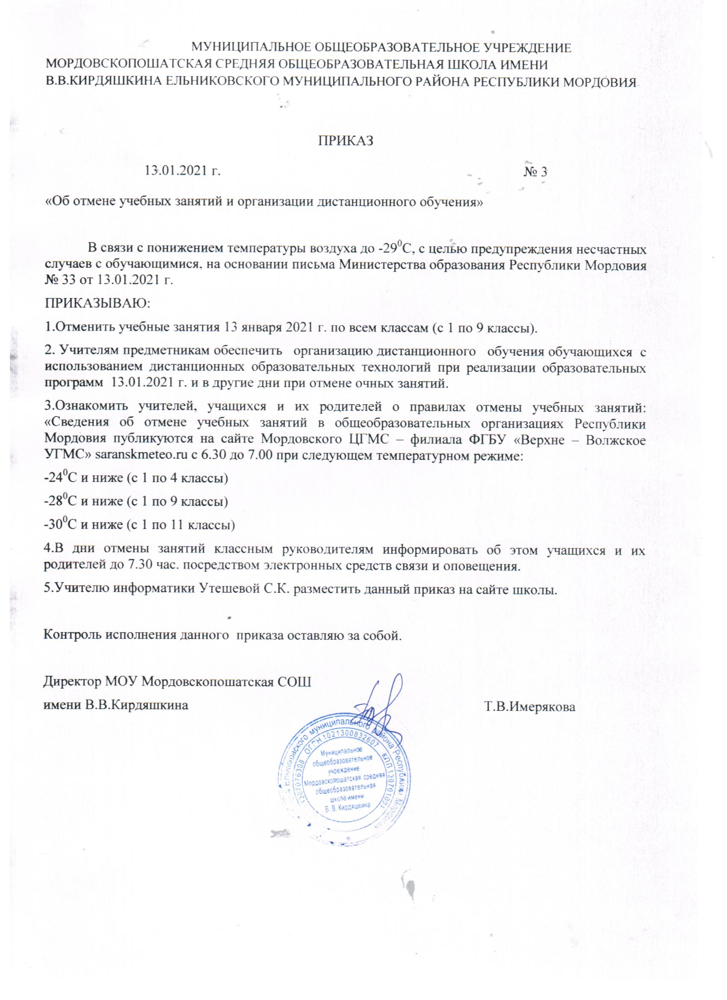 МУНИЦИПАЛЬНОЕ ОБЩЕОБРАЗОВАТЕЛЬНОЕ УЧРЕЖДЕНИЕ
МОРДОВСКОПОШАТСКАЯ СРЕДНЯЯ ОБЩЕОБРАЗОВАТЕЛЬНАЯ ШКОЛА ИМЕНИ
В.В.КИРДЯШКИНА ЕЛЬНИКОВСКОГО МУНИЦИПАЛЬНОГО РАЙОНА РЕСПУБЛИКИ МОРДОВИЯ
ПРИКАЗ
13.01.2021 г. № 3
«Об отмене учебных занятий и организации дистанционного обучения»
В связи с понижением температуры воздуха до -29⁰С, с целью предупреждения несчастных
случаев с обучающимися, на основании письма Министерства образования Республики Мордовия
№ 33 от 13.01.2021 г.
ПРИКАЗЫВАЮ:
1.Отменить учебные занятия 13 января 2021 г. по всем классам (с 1 по 9 классы).
2. Учителям предметникам обеспечить организацию дистанционного обучения обучающихся с
использованием дистанционных образовательных технологий при реализации образовательных
программ 13.01.2021 г. и в другие дни при отмене очных занятий.
3.Ознакомить учителей, учащихся и их родителей о правилах отмены учебных занятий:
«Сведения об отмене учебных занятий в общеобразовательных организациях Республики
Мордовия публикуются на сайте Мордовского ЦГМС – филиала ФГБУ «Верхне – Волжское
УГМС» saranskmeteo.ru с 6.30 до 7.00 при следующем температурном режиме:
-24⁰С и ниже (с 1 по 4 классы)
-28⁰С и ниже (с 1 по 9 классы)
-30⁰С и ниже (с 1 по 11 классы)
4.В дни отмены занятий классным руководителям информировать об этом учащихся и их
родителей до 7.30 час. посредством электронных средств связи и оповещения.
5.Учителю информатики Утешевой С.К. разместить данный приказ на сайте школы.
Контроль исполнения данного приказа оставляю за собой.
Директор МОУ Мордовскопошатская СОШ
имени В.В.Кирдяшкина Т.В.Имерякова
Ельниковского муниципального района Республики Мордовия
1307076308 ОГРН 1021300832607 КПП 130701001
Муниципальное
общеобразовательное
учреждение
Мордовскопошатская средняя
общеобразовательная
школа имени
В. В. Кирдяшкина